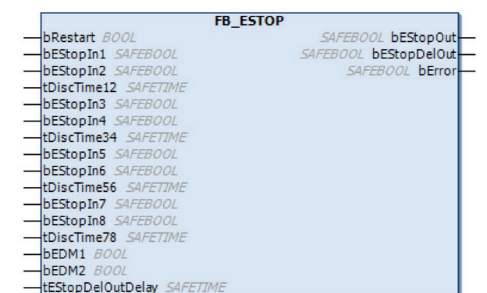 FB_ESTOP
bRestart BOOL SAFEBOOL bEStopOut
bEStopIn1 SAFEBOOL SAFEBOOL bEStopDelOut
bEStopIn2 SAFEBOOL SAFEBOOL bError
tDiscTime12 SAFETIME
bEStopIn3 SAFEBOOL
bEStopIn4 SAFEBOOL
tDiscTime34 SAFETIME
bEStopIn5 SAFEBOOL
bEStopIn6 SAFEBOOL
tDiscTime56 SAFETIME
bEStopIn7 SAFEBOOL
bEStopIn8 SAFEBOOL
tDiscTime78 SAFETIME
bEDM1 BOOL
bEDM2 BOOL
tEStopDelOutDelay SAFETIME